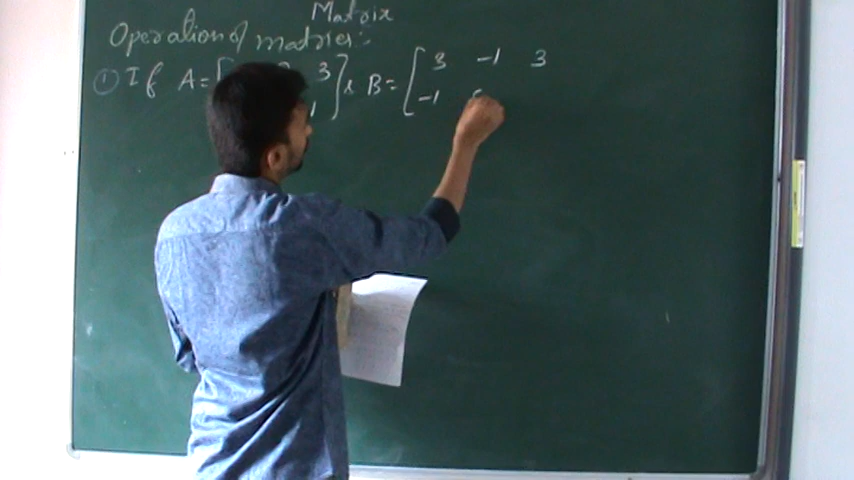 Matrix
Operation of matrices:
① If A = [ 3 ] & B = [ 3 -1 3
1 -1